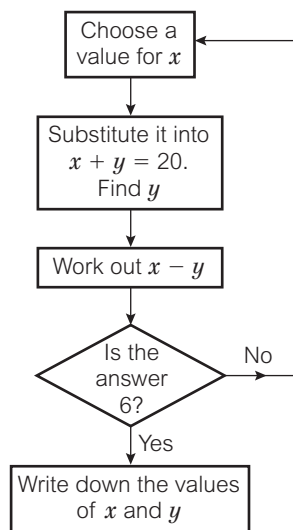 Choose a
value for x
Substitute it into
x + y = 20.
Find y
Work out x − y
Is the
answer
6?
No
Yes
Write down the values
of x and y